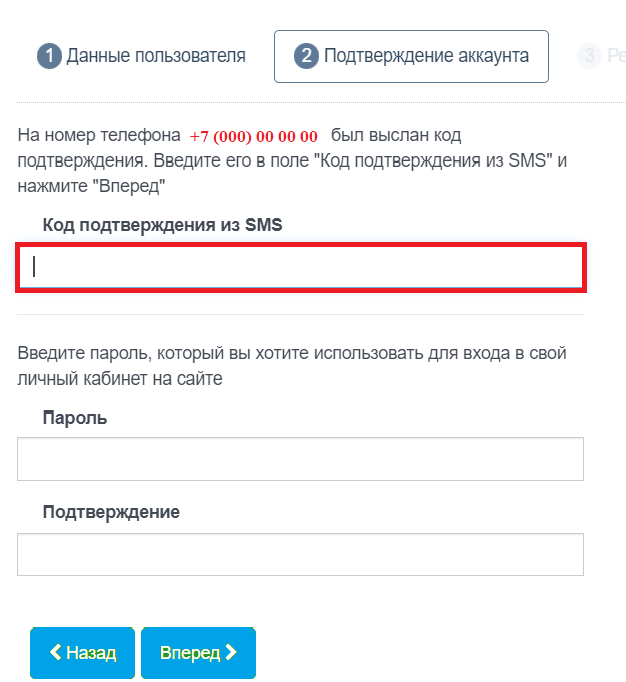 1 Данные пользователя 2 Подтверждение аккаунта 3 Ре
На номер телефона +7 (000) 00 00 00 был выслан код
подтверждения. Введите его в поле "Код подтверждения из SMS" и
нажмите "Вперед"
Код подтверждения из SMS
Введите пароль, который вы хотите использовать для входа в свой
личный кабинет на сайте
Пароль
Подтверждение
Назад Вперед